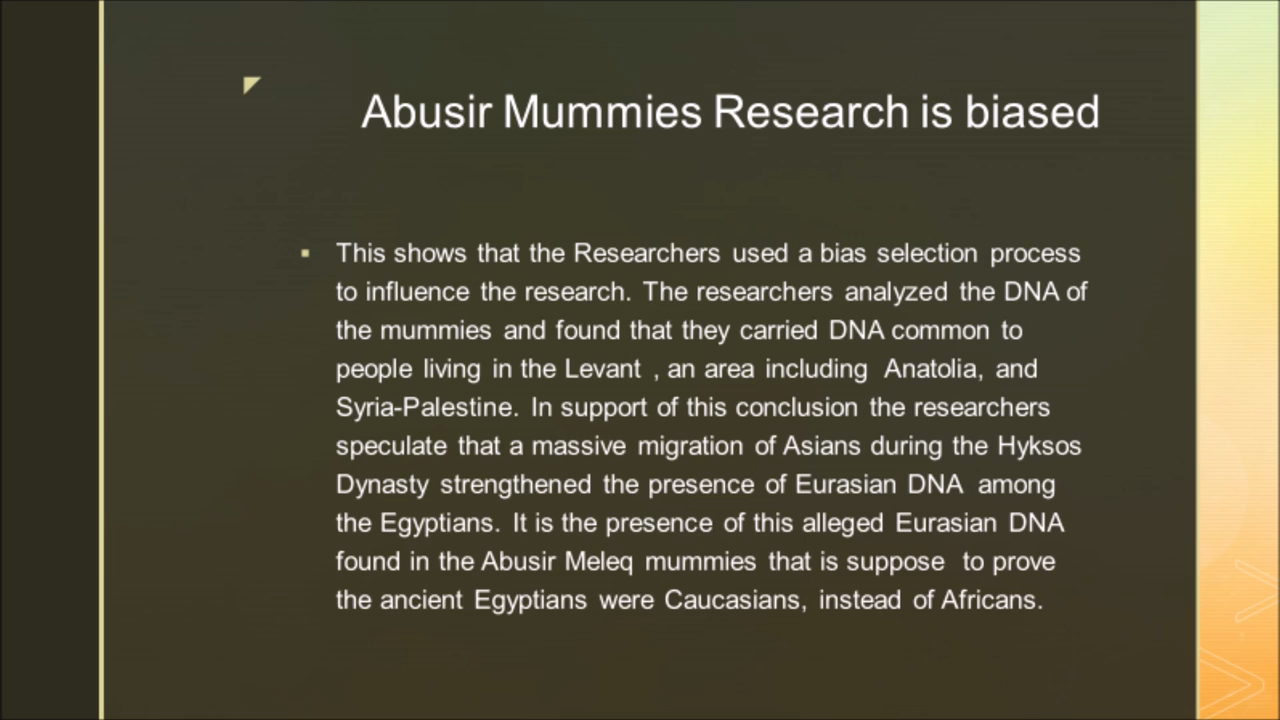 Abusir Mummies Research is biased
This shows that the Researchers used a bias selection process
to influence the research. The researchers analyzed the DNA of
the mummies and found that they carried DNA common to
people living in the Levant , an area including Anatolia, and
Syria-Palestine. In support of this conclusion the researchers
speculate that a massive migration of Asians during the Hyksos
Dynasty strengthened the presence of Eurasian DNA among
the Egyptians. It is the presence of this alleged Eurasian DNA
found in the Abusir Meleq mummies that is suppose to prove
the ancient Egyptians were Caucasians, instead of Africans.